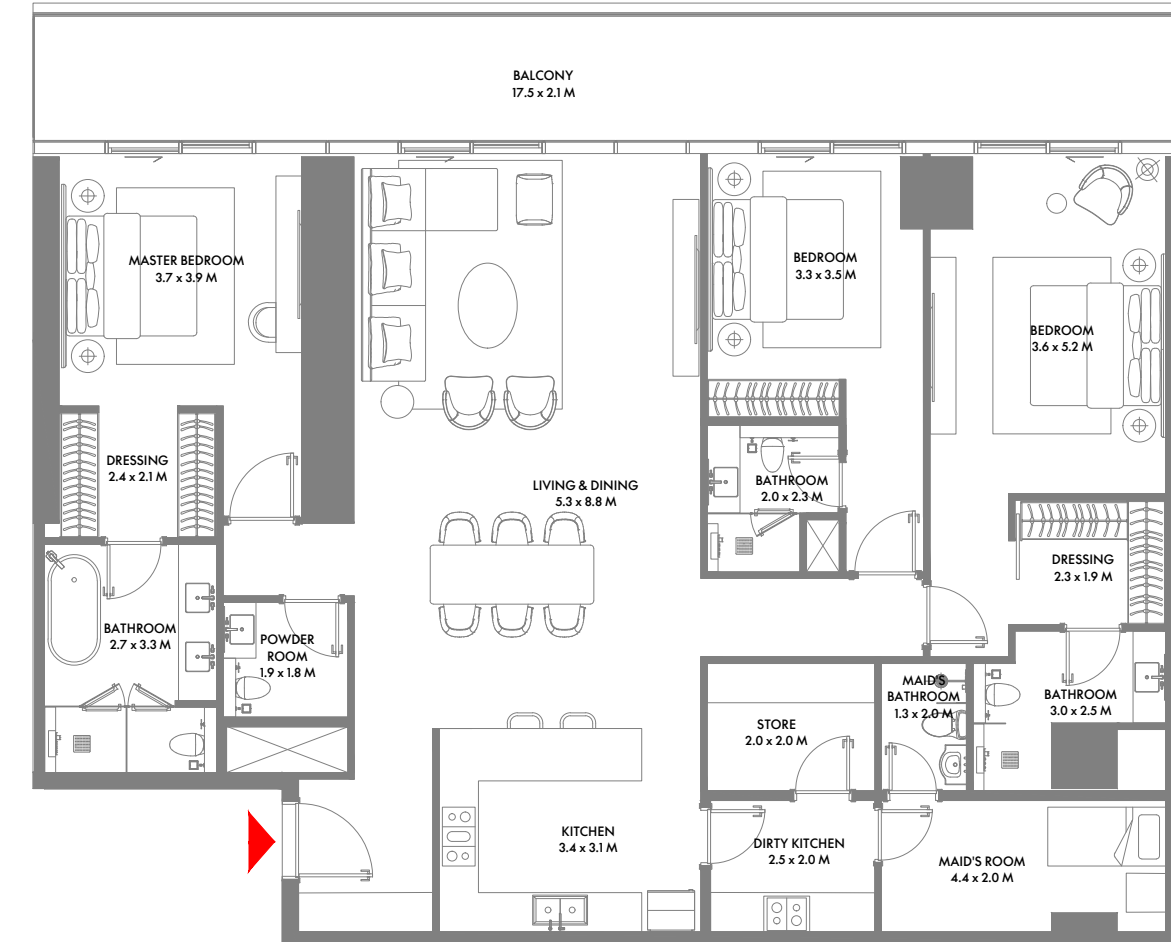 BALCONY
17.5 x 2.1 M
MASTER BEDROOM
3.7 x 3.9 M
BEDROOM
3.3 x 3.5 M
BEDROOM
3.6 x 5.2 M
DRESSING
2.4 x 2.1 M
LIVING & DINING
5.3 x 8.8 M
BATHROOM
2.0 x 2.3 M
DRESSING
2.3 x 1.9 M
BATHROOM
2.7 x 3.3 M
POWDER
ROOM
1.9 x 1.8 M
MAID'S
BATHROOM
1.3 x 2.0 M
BATHROOM
3.0 x 2.5 M
STORE
2.0 x 2.0 M
KITCHEN
3.4 x 3.1 M
DIRTY KITCHEN
2.5 x 2.0 M
MAID'S ROOM
4.4 x 2.0 M